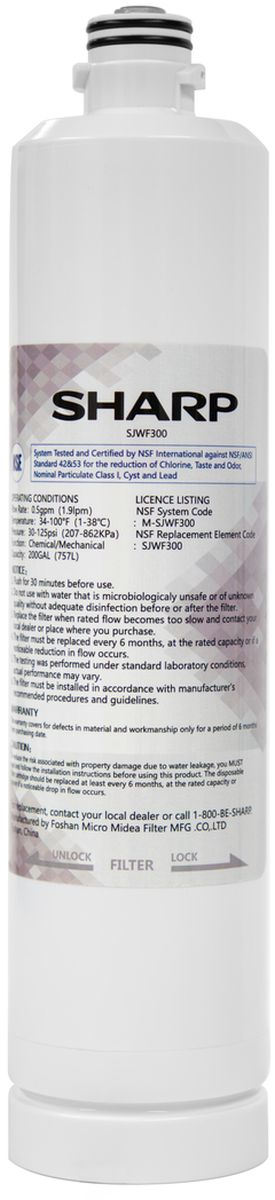 SHARP
SJWF300
System Tested and Certified by NSF International against NSF/ANSI
Standard 42&53 for the reduction of Chlorine, Taste and Odor,
Nominal Particulate Class I, Cyst and Lead
OPERATING CONDITIONS
Rate: 0.5gpm (1.9lpm)
34-100°F (1-38°C)
30-125psi (207-862KPa)
Chemical/Mechanical
200GAL (757L)
LICENCE LISTING
NSF System Code
: M-SJWF300
NSF Replacement Element Code
: SJWF300
Flush for 30 minutes before use.
Do not use with water that is microbiologicaly unsafe or of unknown
quality without adequate disinfection before or after the filter.
Replace the filter when rated flow becomes too slow and contact your
local dealer or place where you purchase.
filter must be replaced every 6 months, at the rated capacity or if a
noticeable reduction in flow occurs.
testing was performed under standard laboratory conditions,
actual performance may vary.
filter must be installed in accordance with manufacturer's
recommended procedures and guidelines.
WARRANTY
warranty covers for defects in material and workmanship only for a period of 6 months
purchasing date.
CAUTION:
the risk associated with property damage due to water leakage, you MUST
follow the installation instructions before using this product. The disposable
should be replaced at least every 6 months, at the rated capacity or
a noticeable drop in flow occurs.
replacement, contact your local dealer or call 1-800-BE-SHARP.
manufactured by Foshan Micro Midea Filter MFG .CO,.LTD
China
UNLOCK FILTER LOCK